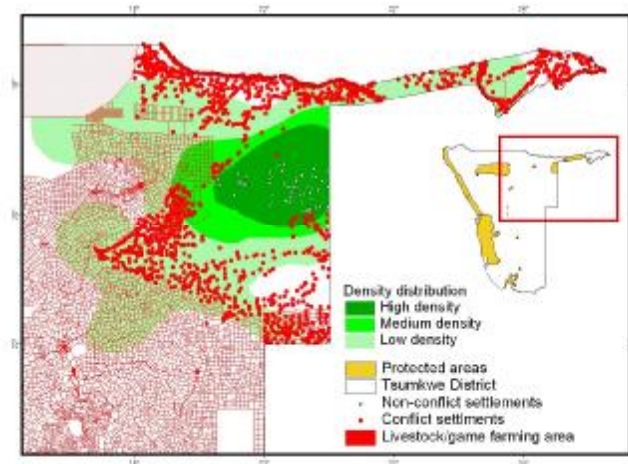 Density distribution
High density
Medium density
Low density
Protected areas
Tsumkwe District
Non-conflict settlements
Conflict settlments
Livestock/game farming area